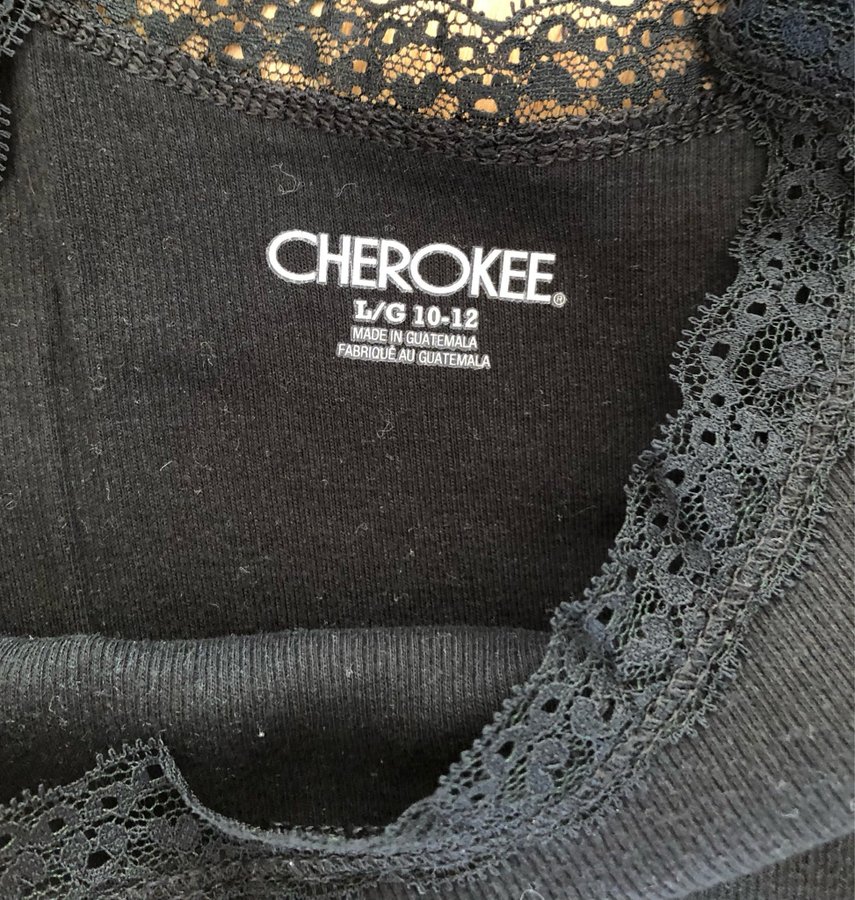 CHEROKEE®
L/G 10-12
MADE IN GUATEMALA
FABRIQUÉ AU GUATEMALA